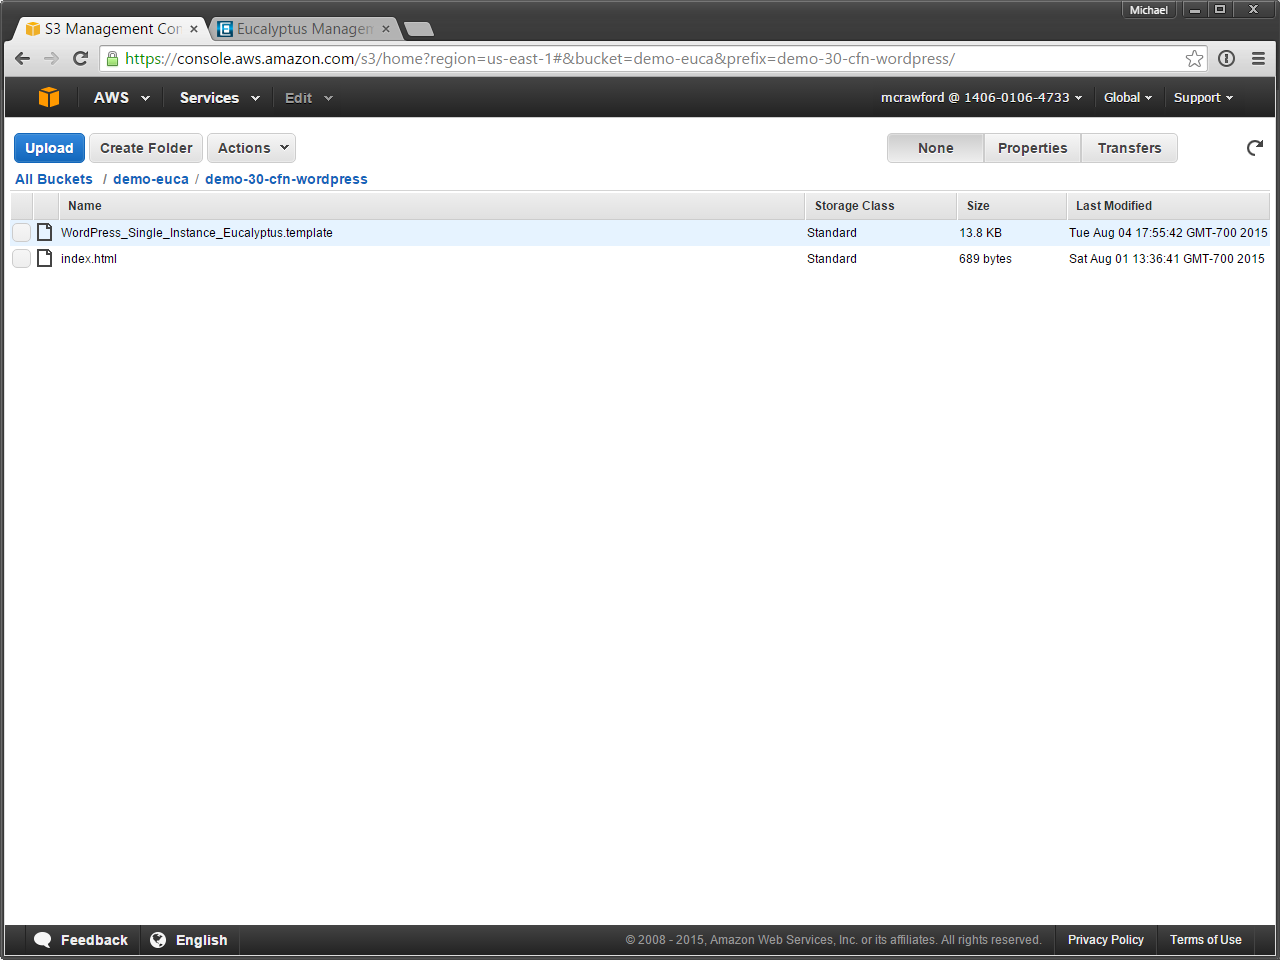 Michael
S3 Management Con
Eucalyptus Managem
https://console.aws.amazon.com/s3/home?region=us-east-1#&bucket=demo-euca&prefix=demo-30-cfn-wordpress/
AWS Services Edit mcrawford @ 1406-0106-4733 Global Support
Upload Create Folder Actions None Properties Transfers
All Buckets / demo-euca / demo-30-cfn-wordpress
Name Storage Class Size Last Modified
WordPress_Single_Instance_Eucalyptus.template Standard 13.8 KB Tue Aug 04 17:55:42 GMT-700 2015
index.html Standard 689 bytes Sat Aug 01 13:36:41 GMT-700 2015
Feedback English © 2008 - 2015, Amazon Web Services, Inc. or its affiliates. All rights reserved. Privacy Policy Terms of Use